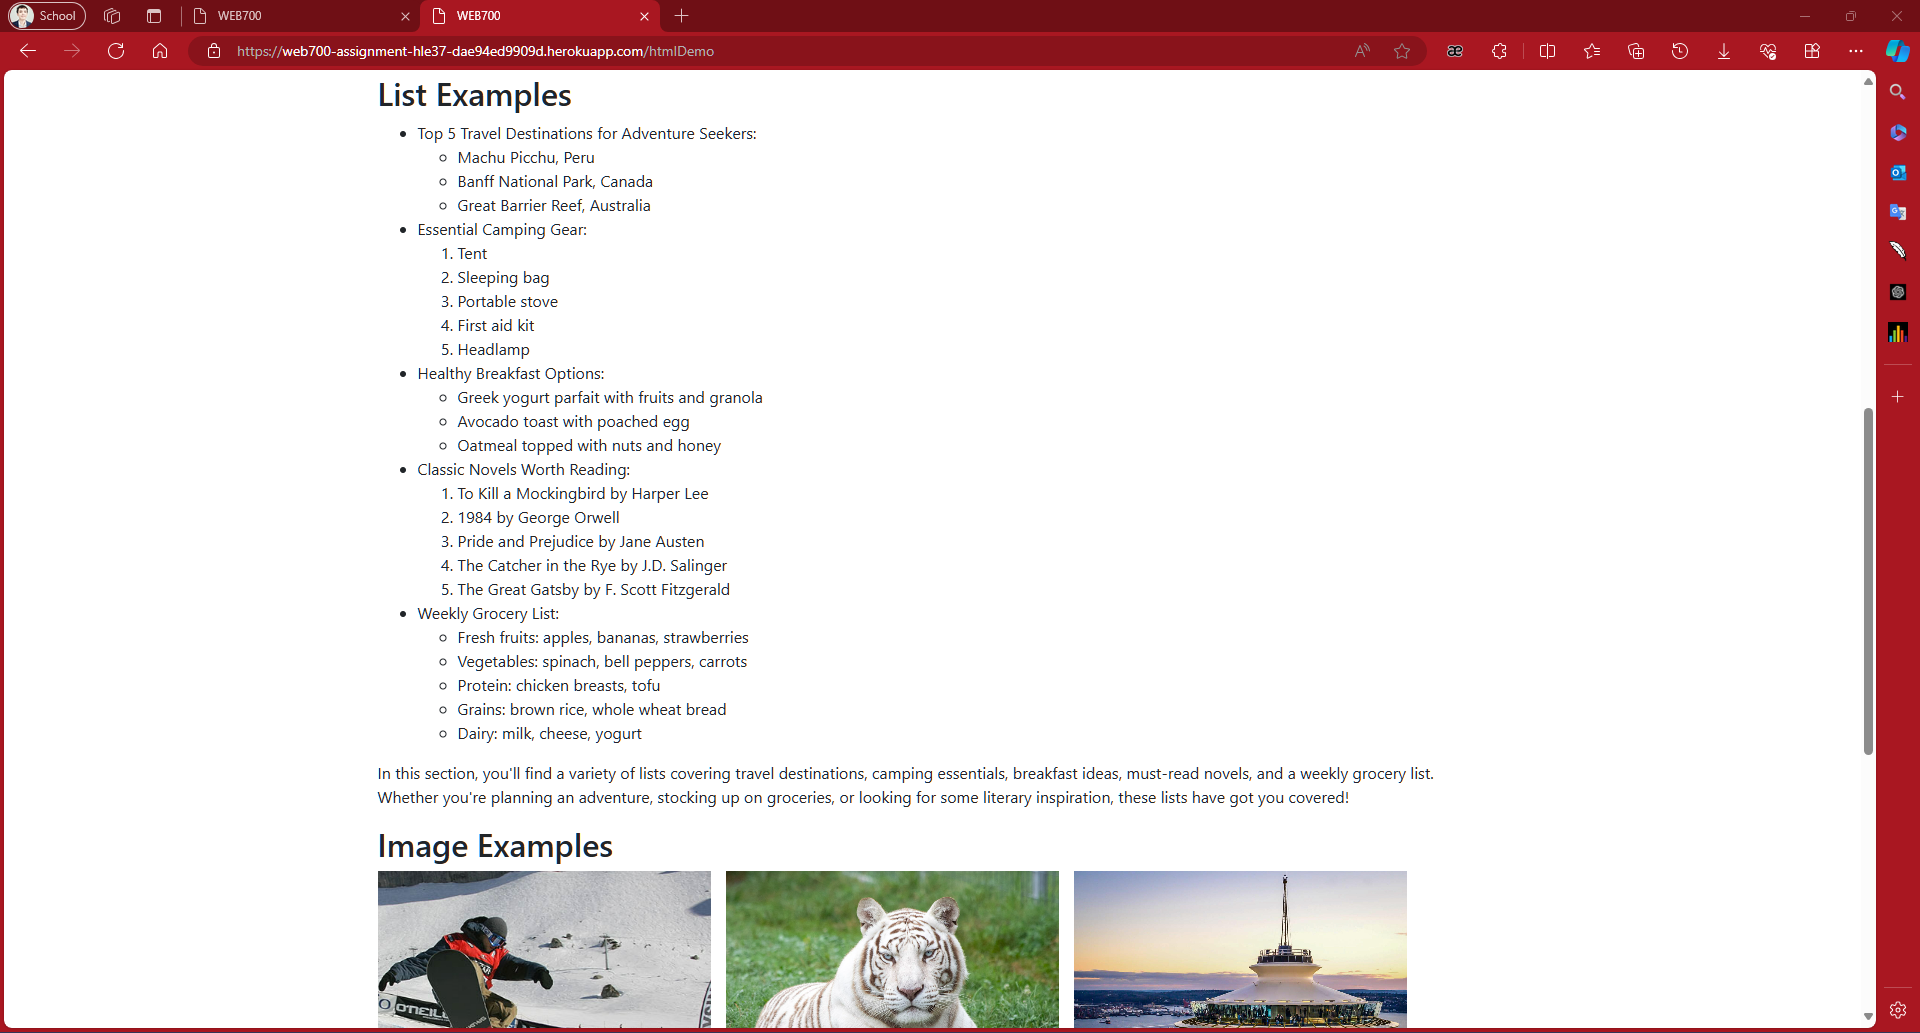 School
WEB700
WEB700
https://web700-assignment-hle37-dae94ed9909d.herokuapp.com/htmlDemo
List Examples
Top 5 Travel Destinations for Adventure Seekers:
Machu Picchu, Peru
Banff National Park, Canada
Great Barrier Reef, Australia
Essential Camping Gear:
1. Tent
2. Sleeping bag
3. Portable stove
4. First aid kit
5. Headlamp
Healthy Breakfast Options:
Greek yogurt parfait with fruits and granola
Avocado toast with poached egg
Oatmeal topped with nuts and honey
Classic Novels Worth Reading:
1. To Kill a Mockingbird by Harper Lee
2. 1984 by George Orwell
3. Pride and Prejudice by Jane Austen
4. The Catcher in the Rye by J.D. Salinger
5. The Great Gatsby by F. Scott Fitzgerald
Weekly Grocery List:
Fresh fruits: apples, bananas, strawberries
Vegetables: spinach, bell peppers, carrots
Protein: chicken breasts, tofu
Grains: brown rice, whole wheat bread
Dairy: milk, cheese, yogurt
In this section, you'll find a variety of lists covering travel destinations, camping essentials, breakfast ideas, must-read novels, and a weekly grocery list.
Whether you're planning an adventure, stocking up on groceries, or looking for some literary inspiration, these lists have got you covered!
Image Examples
O'NEILL